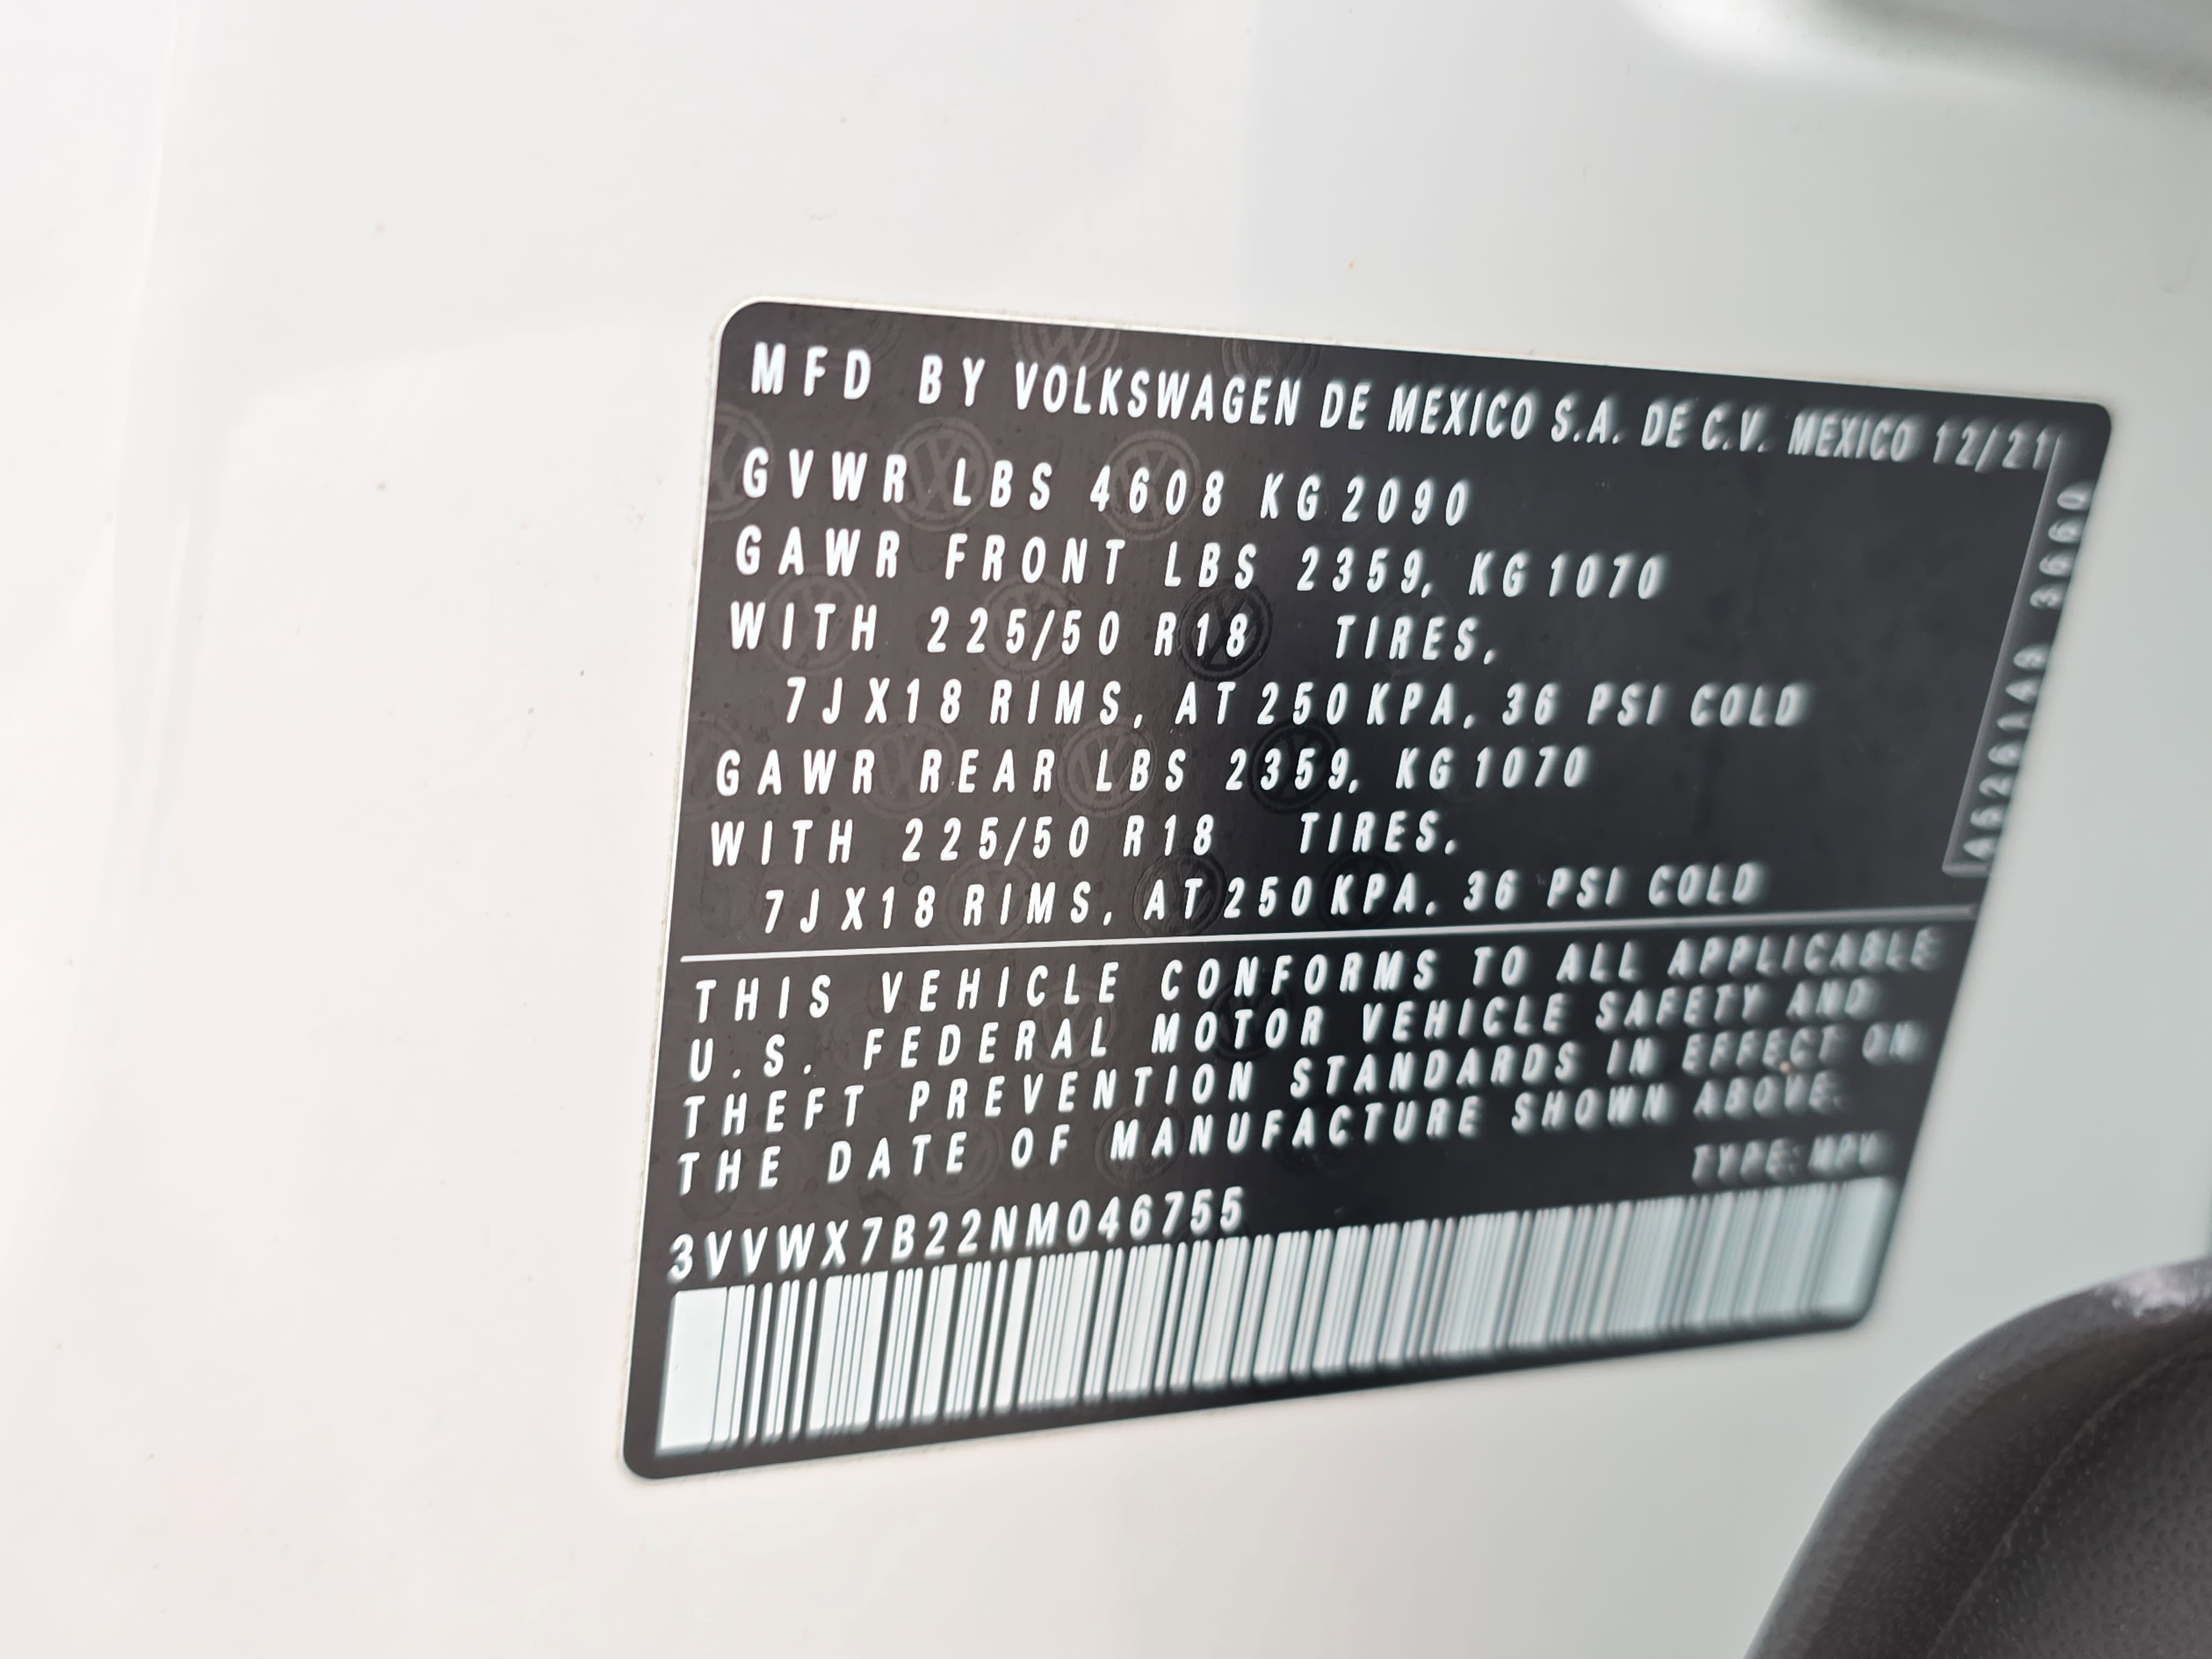 MFD BY VOLKSWAGEN DE MEXICO S.A. DE C.V. MEXICO 12/21
GVWR LBS 4608 KG 2090
GAWR FRONT LBS 2359, KG 1070
WITH 225/50 R18 TIRES,
7JX18 RIMS, AT 250 KPA, 36 PSI COLD
GAWR REAR LBS 2359, KG 1070
WITH 225/50 R18 TIRES,
7JX18 RIMS, AT 250 KPA, 36 PSI COLD
THIS VEHICLE CONFORMS TO ALL APPLICABLE
U.S. FEDERAL MOTOR VEHICLE SAFETY AND
THEFT PREVENTION STANDARDS IN EFFECT ON
THE DATE OF MANUFACTURE SHOWN ABOVE.
TYPE: MPV
3VVWX7B22NM046755